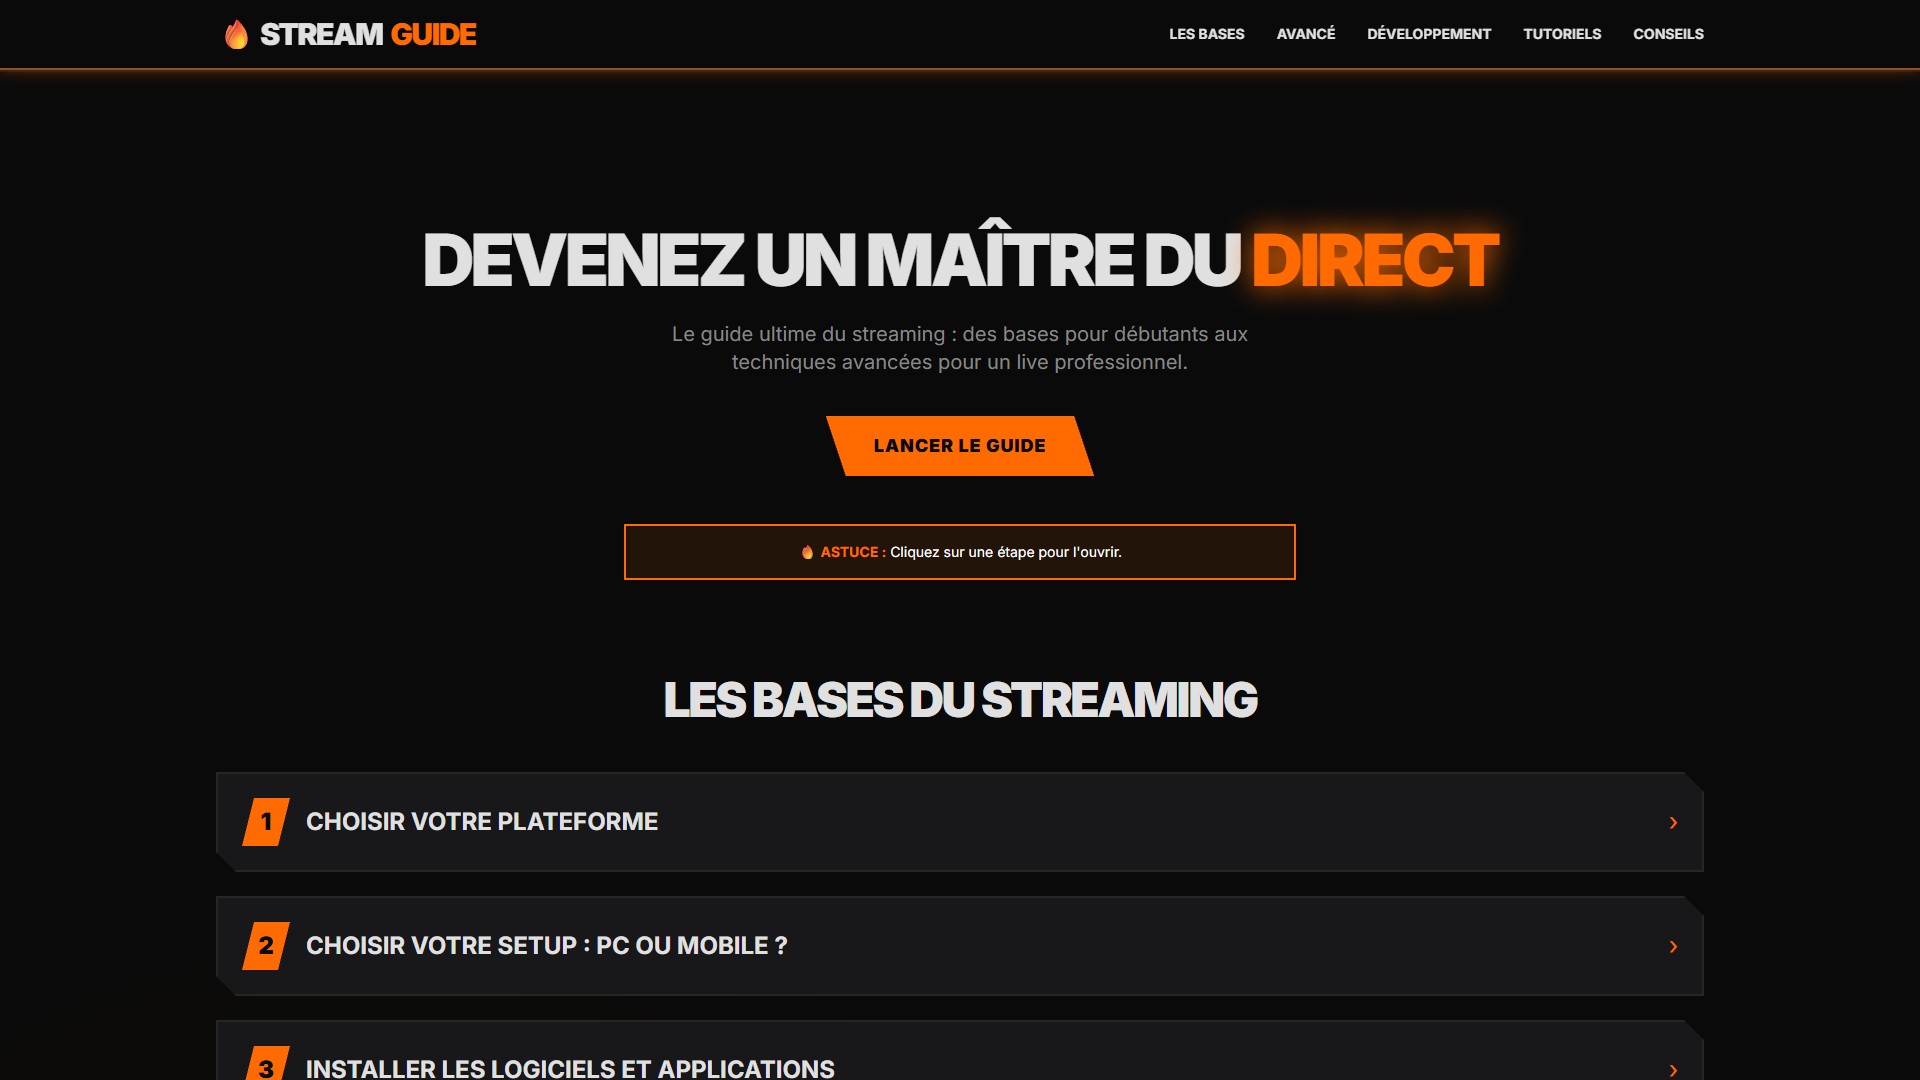 STREAM GUIDE
LES BASES
AVANCÉ
DÉVELOPPEMENT
TUTORIELS
CONSEILS
DEVENEZ UN MAÎTRE DU DIRECT
Le guide ultime du streaming : des bases pour débutants aux
techniques avancées pour un live professionnel.
LANCER LE GUIDE
ASTUCE : Cliquez sur une étape pour l'ouvrir.
LES BASES DU STREAMING
1 CHOISIR VOTRE PLATEFORME ›
2 CHOISIR VOTRE SETUP : PC OU MOBILE ? ›
3 INSTALLER LES LOGICIELS ET APPLICATIONS ›